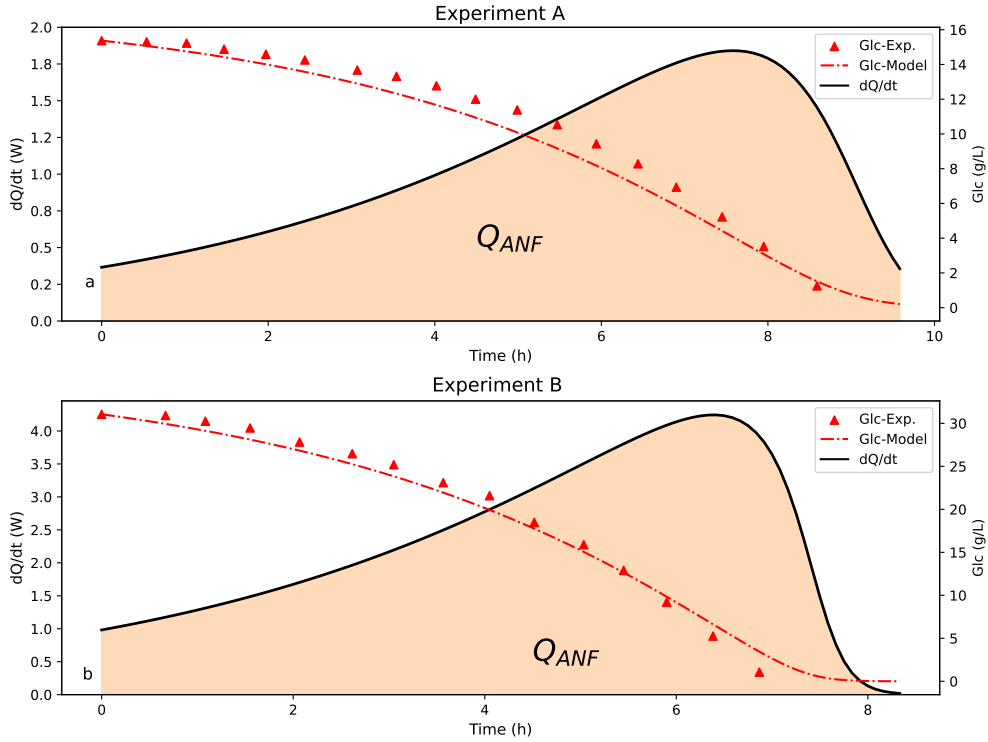 Experiment A
2.0
1.8
1.5
1.2
1.0
0.8
0.5
0.2
0.0
dQ/dt (W)
16
14
12
10
8
6
4
2
0
Glc (g/L)
Glc-Exp.
Glc-Model
dQ/dt
Q_ANF
a
0 2 4 6 8 10
Time (h)
Experiment B
4.0
3.5
3.0
2.5
2.0
1.5
1.0
0.5
0.0
dQ/dt (W)
30
25
20
15
10
5
0
Glc (g/L)
Glc-Exp.
Glc-Model
dQ/dt
Q_ANF
b
0 2 4 6 8
Time (h)